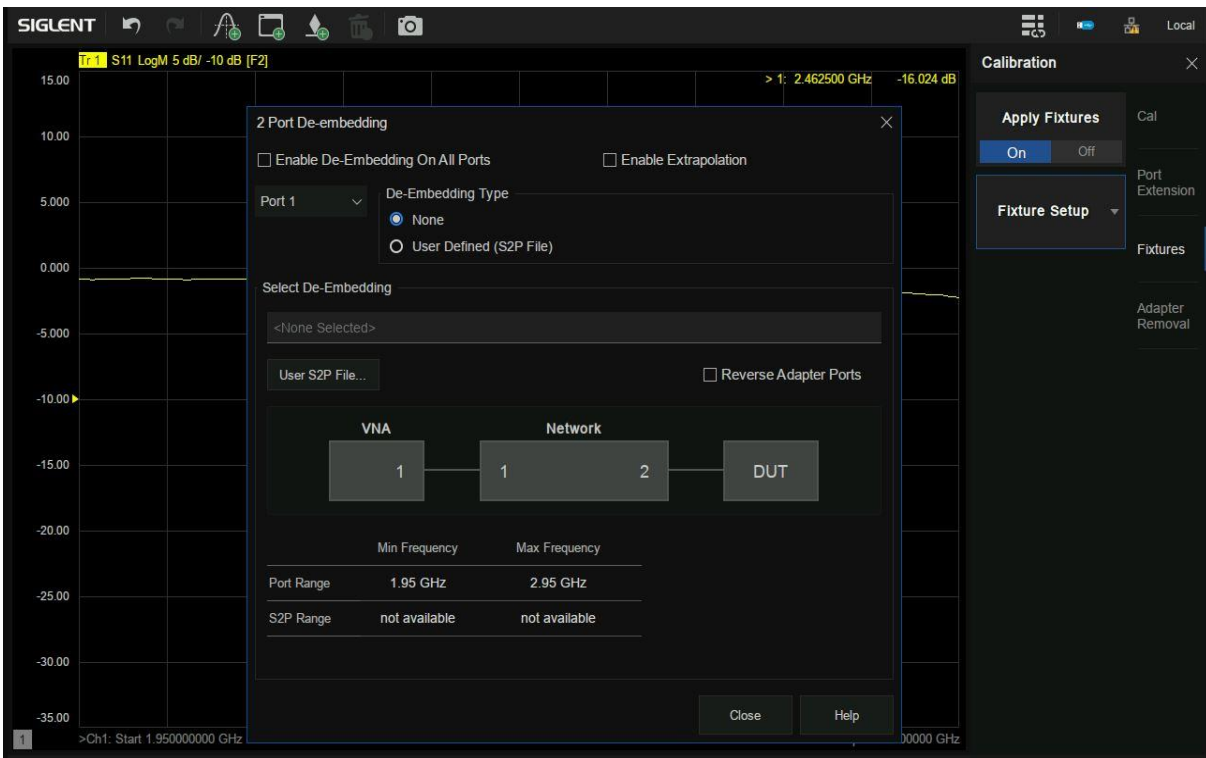 SIGLENT
Local
Tr 1 S11 LogM 5 dB/ -10 dB [F2]
> 1: 2.462500 GHz -16.024 dB
15.00
10.00
5.000
0.000
-5.000
-10.00
-15.00
-20.00
-25.00
-30.00
-35.00
2 Port De-embedding
Enable De-Embedding On All Ports
Enable Extrapolation
Port 1
De-Embedding Type
None
User Defined (S2P File)
Select De-Embedding
<None Selected>
User S2P File...
Reverse Adapter Ports
VNA Network
1 1 2 DUT
Min Frequency Max Frequency
Port Range 1.95 GHz 2.95 GHz
S2P Range not available not available
Close Help
1 >Ch1: Start 1.950000000 GHz
00000 GHz
Calibration
Apply Fixtures
On Off
Fixture Setup
Cal
Port
Extension
Fixtures
Adapter
Removal